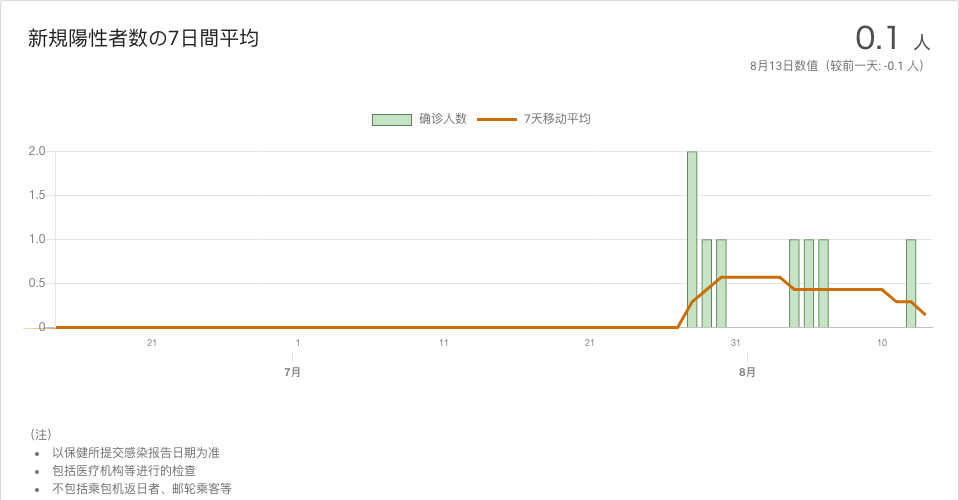 新規陽性者数の7日間平均
0.1 人
8月13日数值（较前一天: -0.1 人）
确诊人数 7天移动平均
2.0
1.5
1.0
0.5
0
21 1 11 21 31 10
7月 8月
（注）
以保健所提交感染报告日期为准
包括医疗机构等进行的检查
不包括乘包机返日者、邮轮乘客等